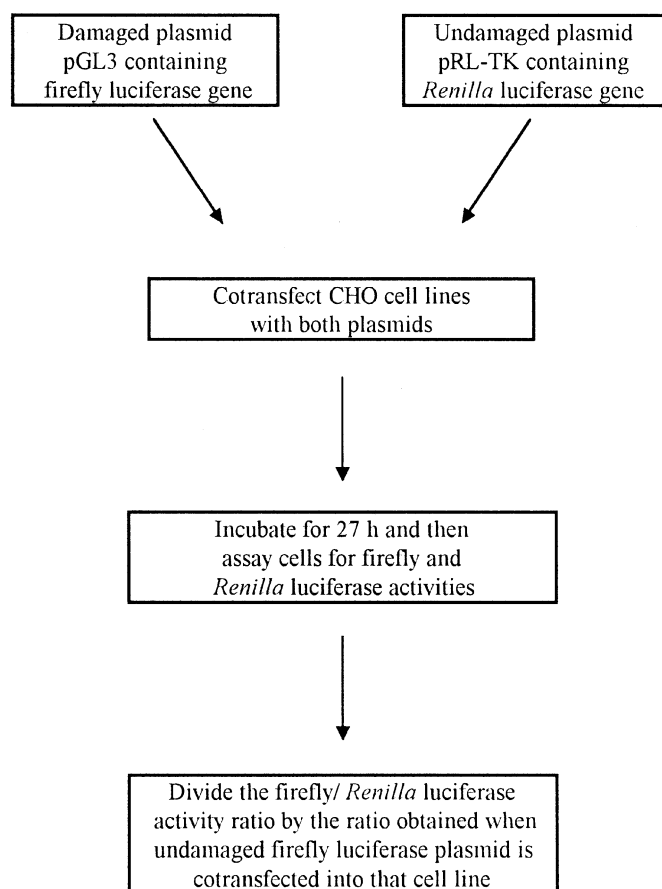 Damaged plasmid
pGL3 containing
firefly luciferase gene
Undamaged plasmid
pRL-TK containing
Renilla luciferase gene
Cotransfect CHO cell lines
with both plasmids
Incubate for 27 h and then
assay cells for firefly and
Renilla luciferase activities
Divide the firefly/ Renilla luciferase
activity ratio by the ratio obtained when
undamaged firefly luciferase plasmid is
cotransfected into that cell line